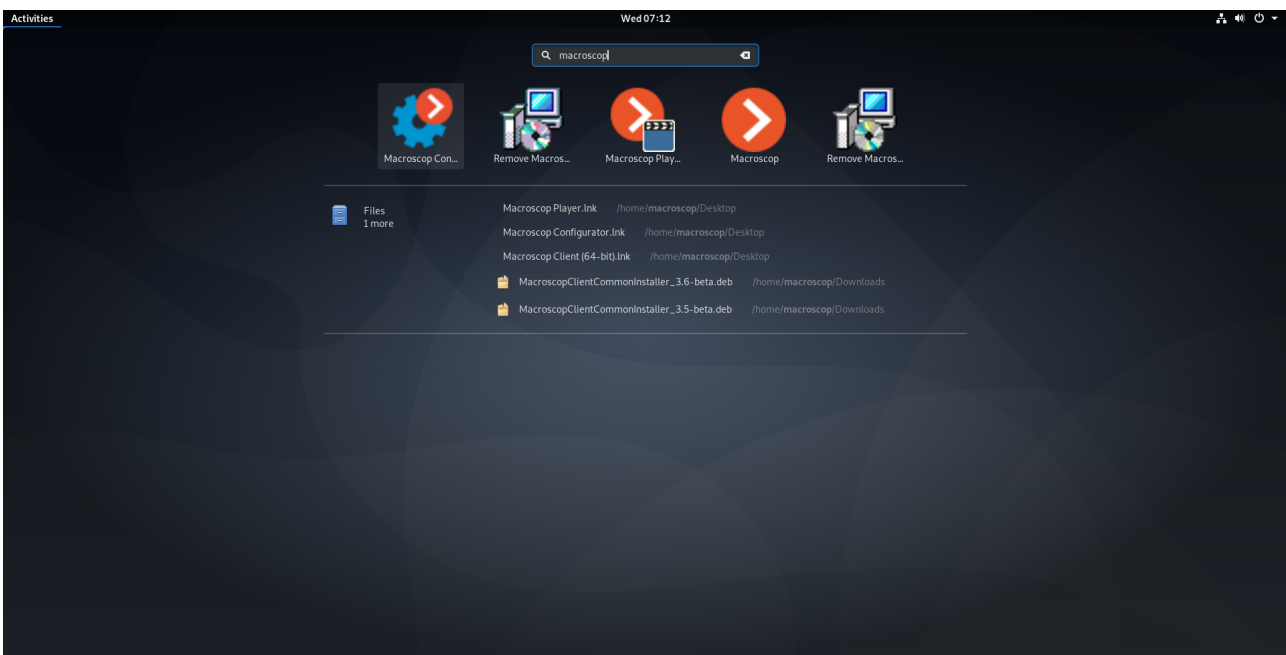 Activities Wed 07:12
macroscop
Macroscop Con... Remove Macros... Macroscop Play... Macroscop Remove Macros...
Files
1 more
Macroscop Player.lnk /home/macroscop/Desktop
Macroscop Configurator.lnk /home/macroscop/Desktop
Macroscop Client (64-bit).lnk /home/macroscop/Desktop
MacroscopClientCommonInstaller_3.6-beta.deb /home/macroscop/Downloads
MacroscopClientCommonInstaller_3.5-beta.deb /home/macroscop/Downloads